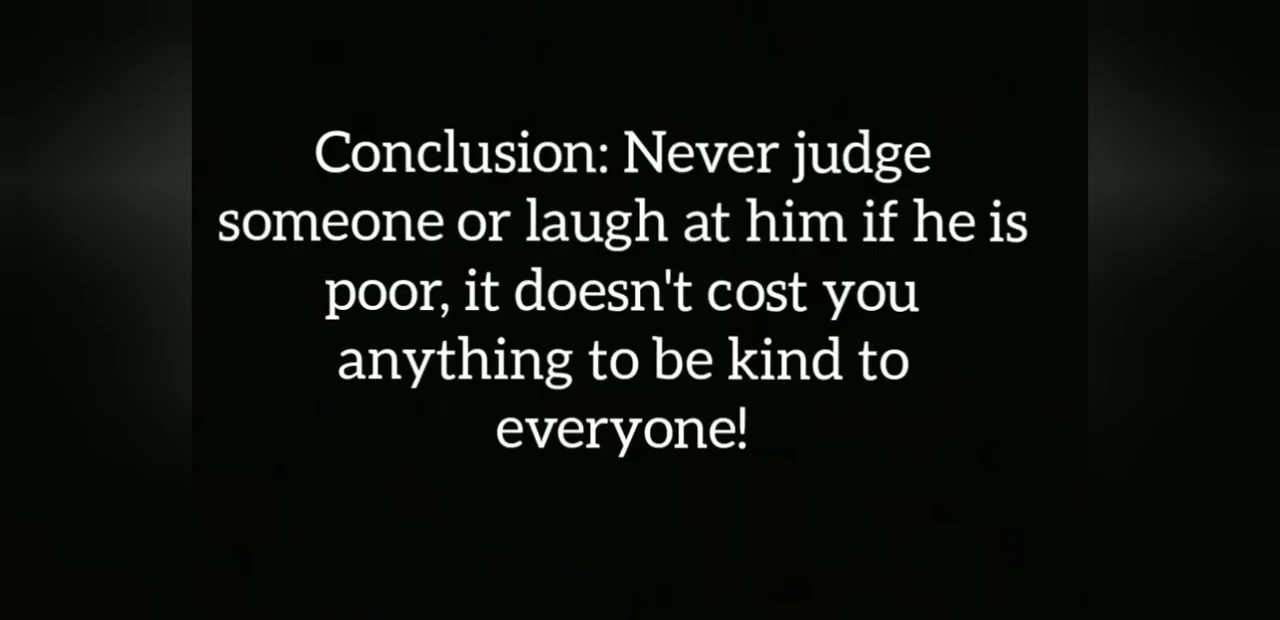 Conclusion: Never judge
someone or laugh at him if he is
poor, it doesn't cost you
anything to be kind to
everyone!